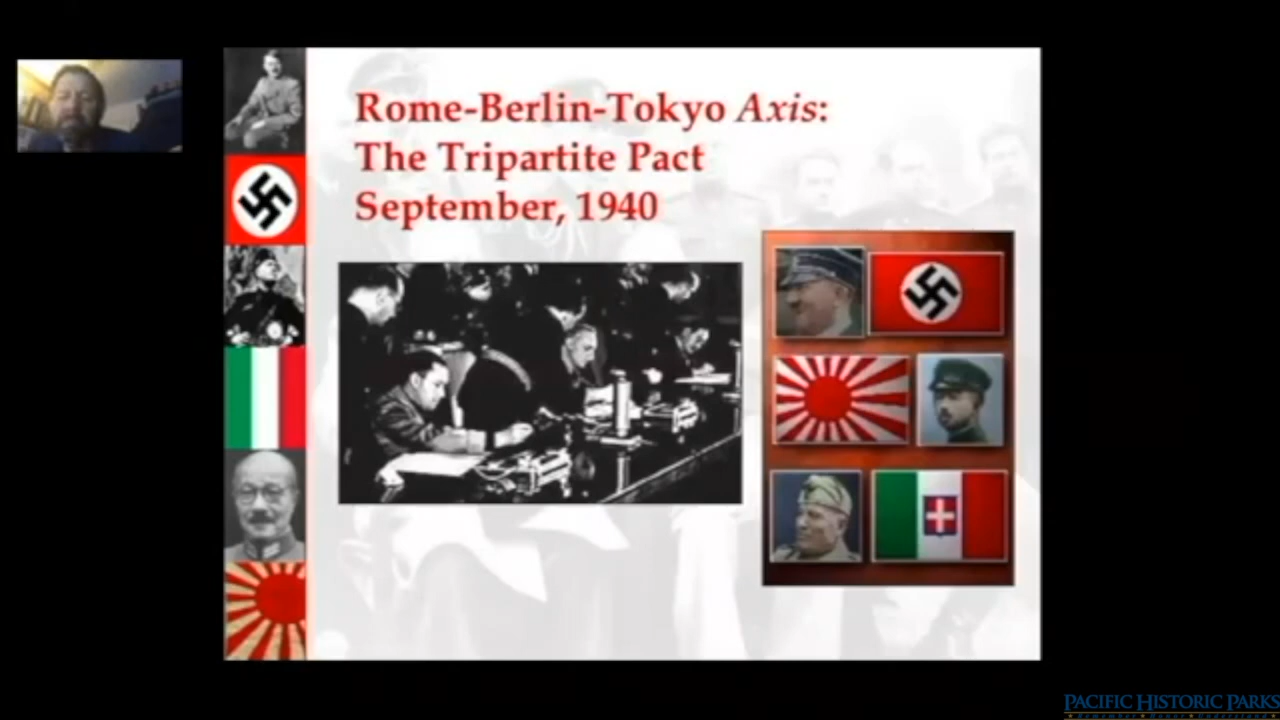 Rome-Berlin-Tokyo Axis:
The Tripartite Pact
September, 1940
PACIFIC HISTORIC PARKS